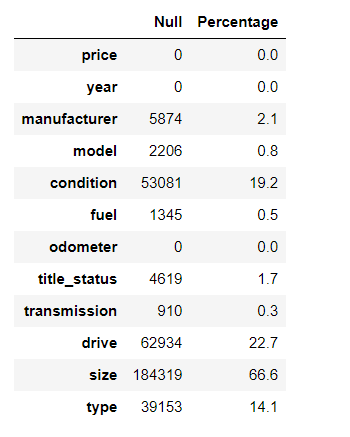 Null Percentage
price 0 0.0
year 0 0.0
manufacturer 5874 2.1
model 2206 0.8
condition 53081 19.2
fuel 1345 0.5
odometer 0 0.0
title_status 4619 1.7
transmission 910 0.3
drive 62934 22.7
size 184319 66.6
type 39153 14.1